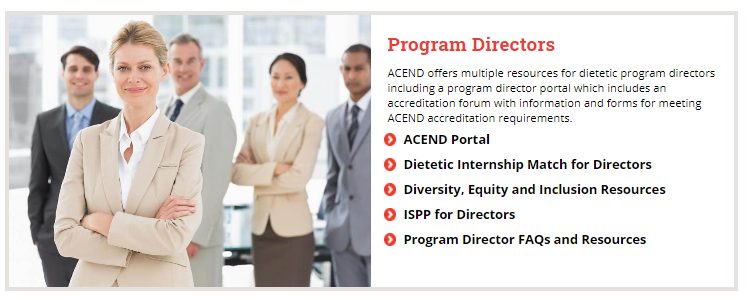 Program Directors
ACEND offers multiple resources for dietetic program directors
including a program director portal which includes an
accreditation forum with information and forms for meeting
ACEND accreditation requirements.
ACEND Portal
Dietetic Internship Match for Directors
Diversity, Equity and Inclusion Resources
ISPP for Directors
Program Director FAQs and Resources